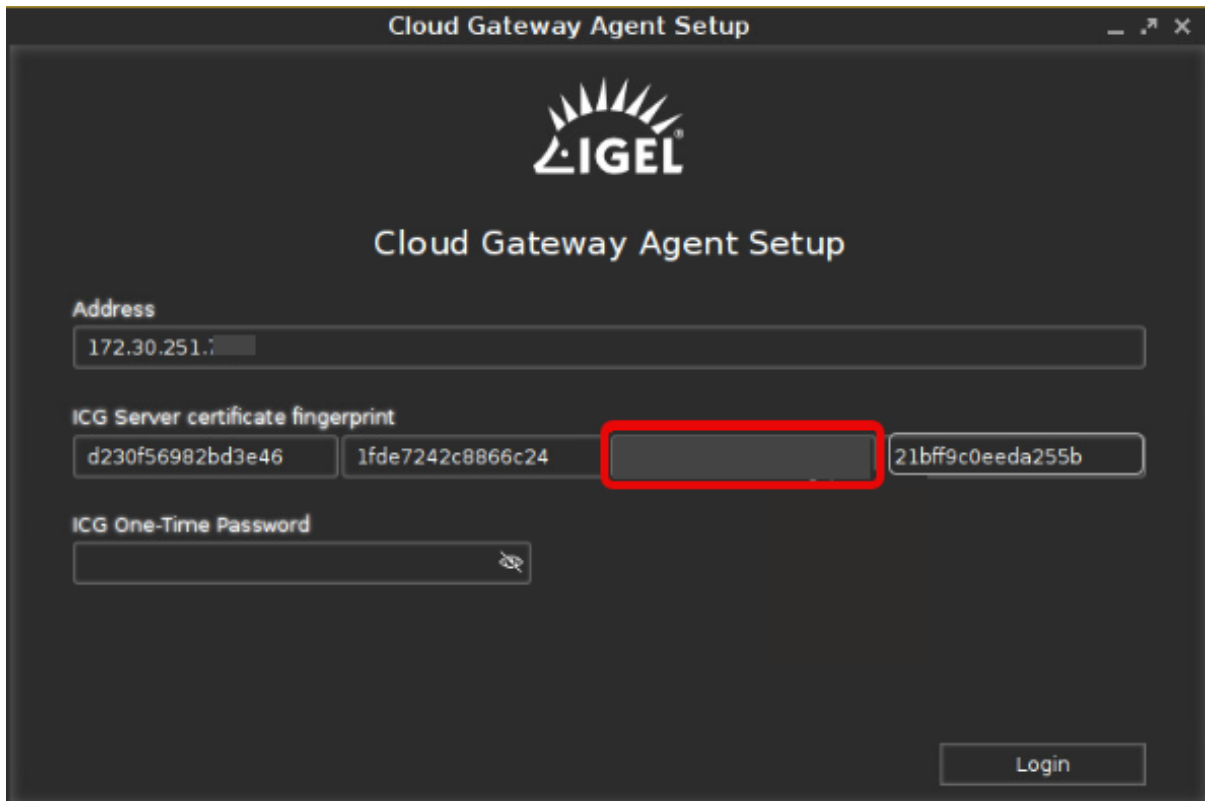 Cloud Gateway Agent Setup
IGEL®
Cloud Gateway Agent Setup
Address
172.30.251.
ICG Server certificate fingerprint
d230f56982bd3e46 1fde7242c8866c24 21bff9c0eeda255b
ICG One-Time Password
Login